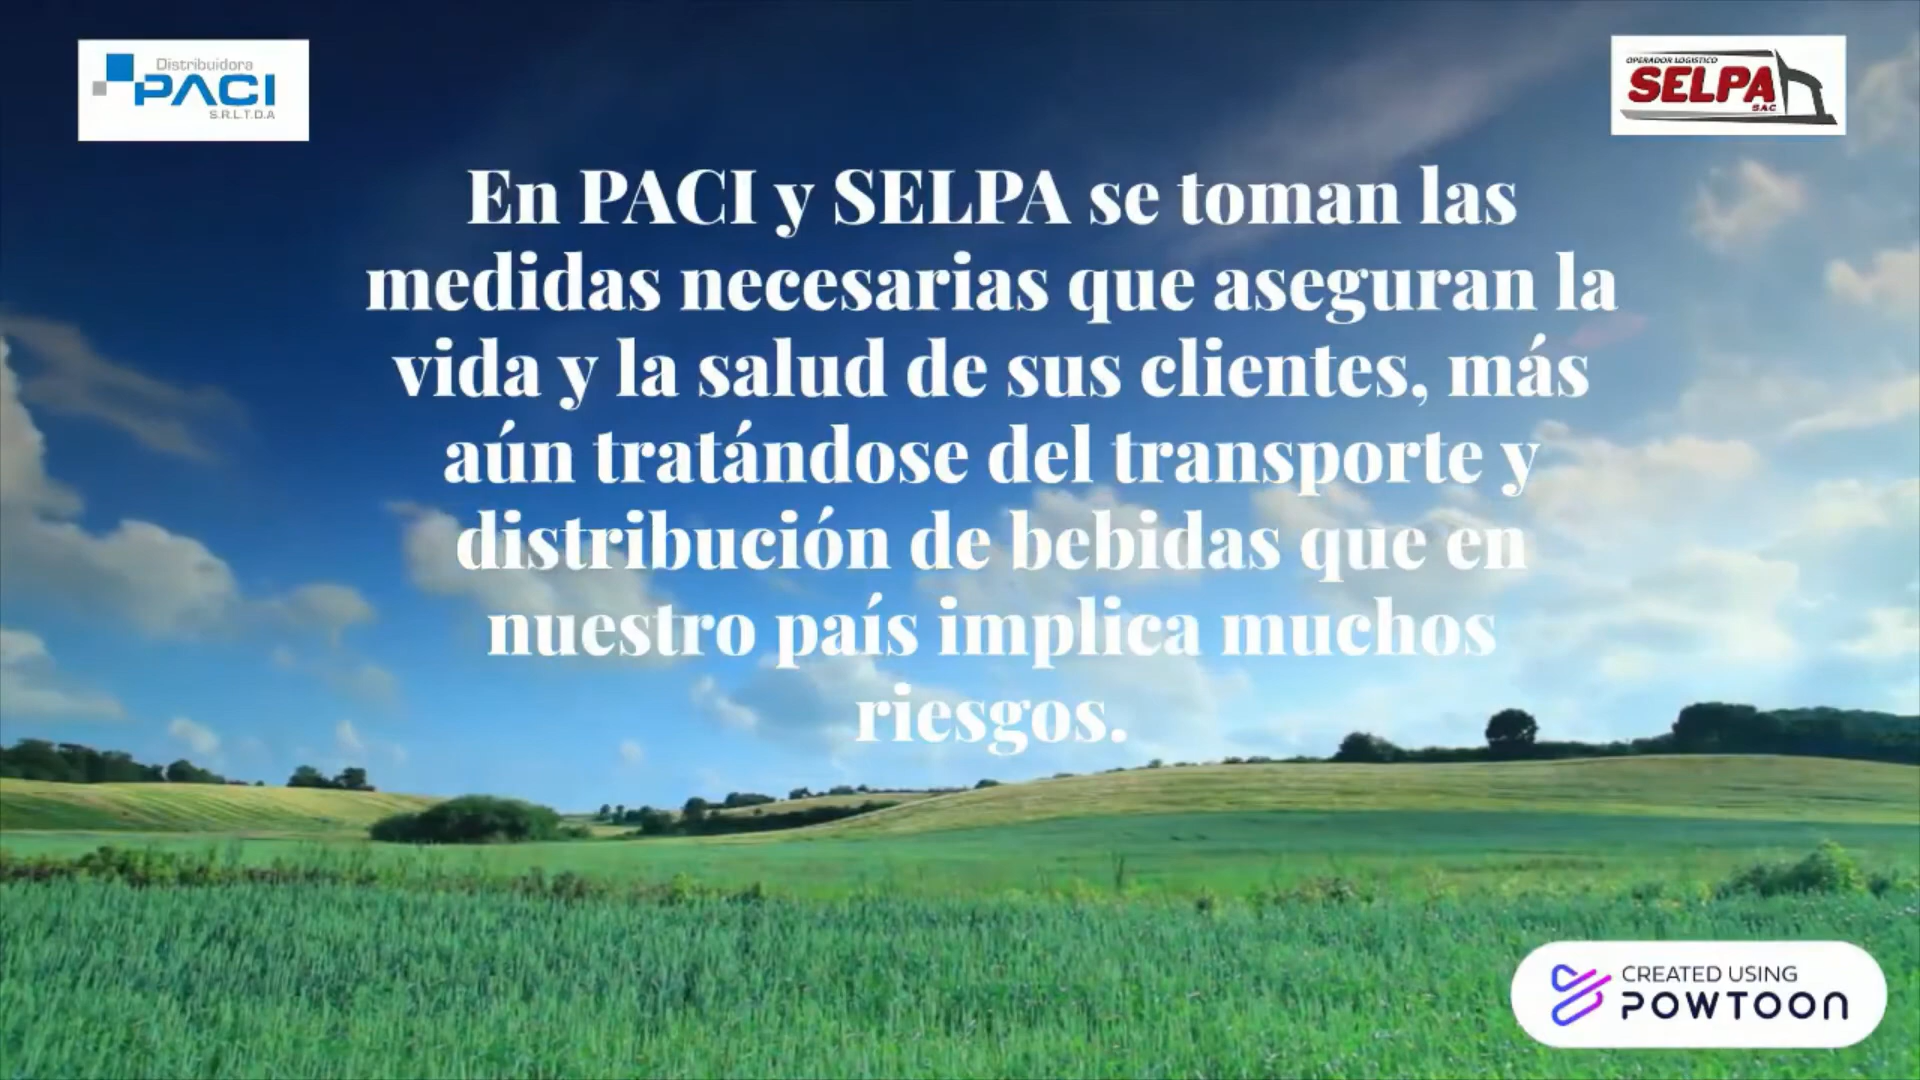 Distribuidora
PACI
S.R.L.T.D.A
OPERADOR LOGISTICO
SELPA
SAC
En PACI y SELPA se toman las
medidas necesarias que aseguran la
vida y la salud de sus clientes, más
aún tratándose del transporte y
distribución de bebidas que en
nuestro país implica muchos
riesgos.
CREATED USING
POWTOON